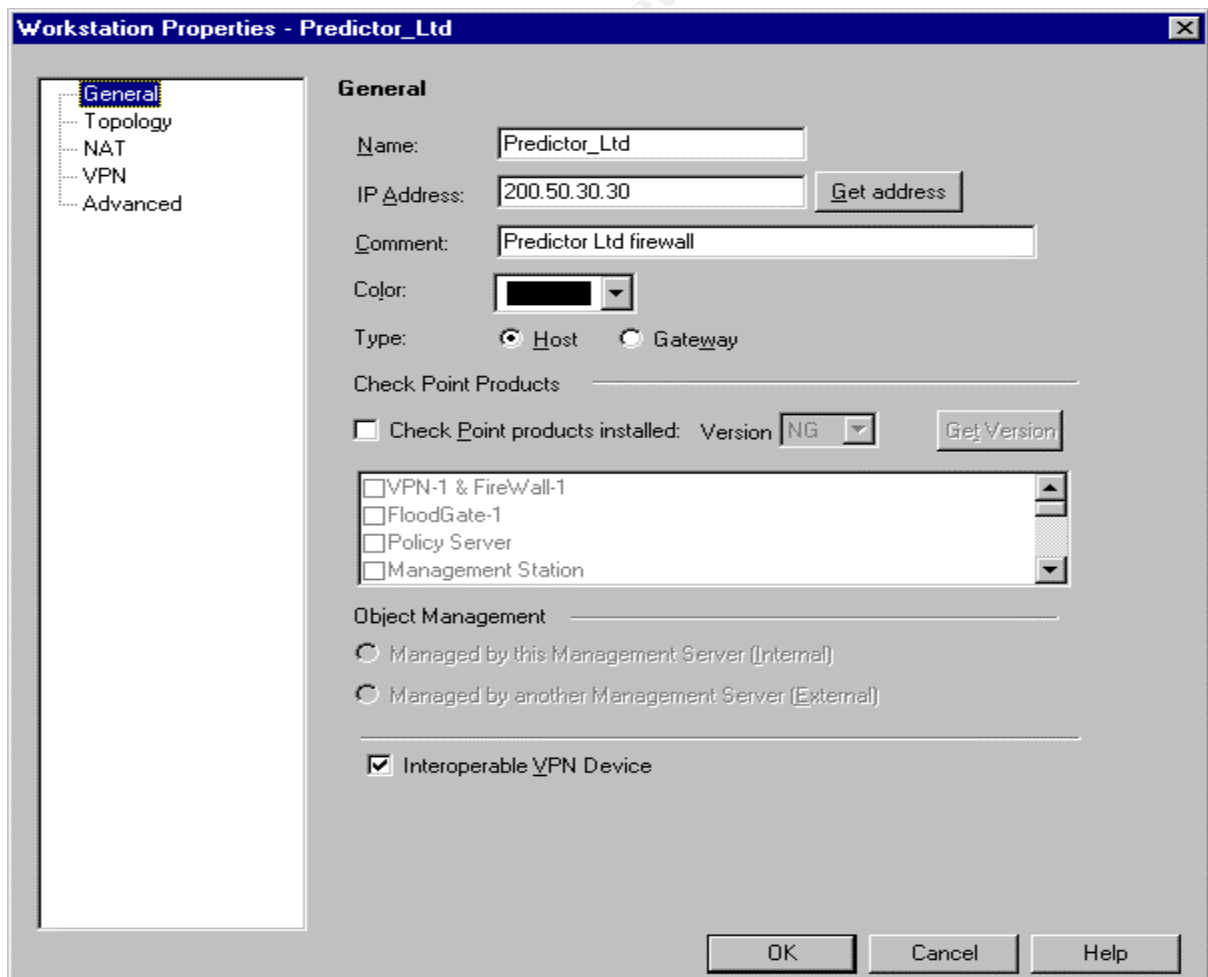 Workstation Properties - Predictor_Ltd
General
Topology
NAT
VPN
Advanced
General
Name: Predictor_Ltd
IP Address: 200.50.30.30 Get address
Comment: Predictor Ltd firewall
Color:
Type: Host Gateway
Check Point Products
Check Point products installed: Version NG Get Version
VPN-1 & FireWall-1
FloodGate-1
Policy Server
Management Station
Object Management
Managed by this Management Server (Internal)
Managed by another Management Server (External)
Interoperable VPN Device
OK Cancel Help